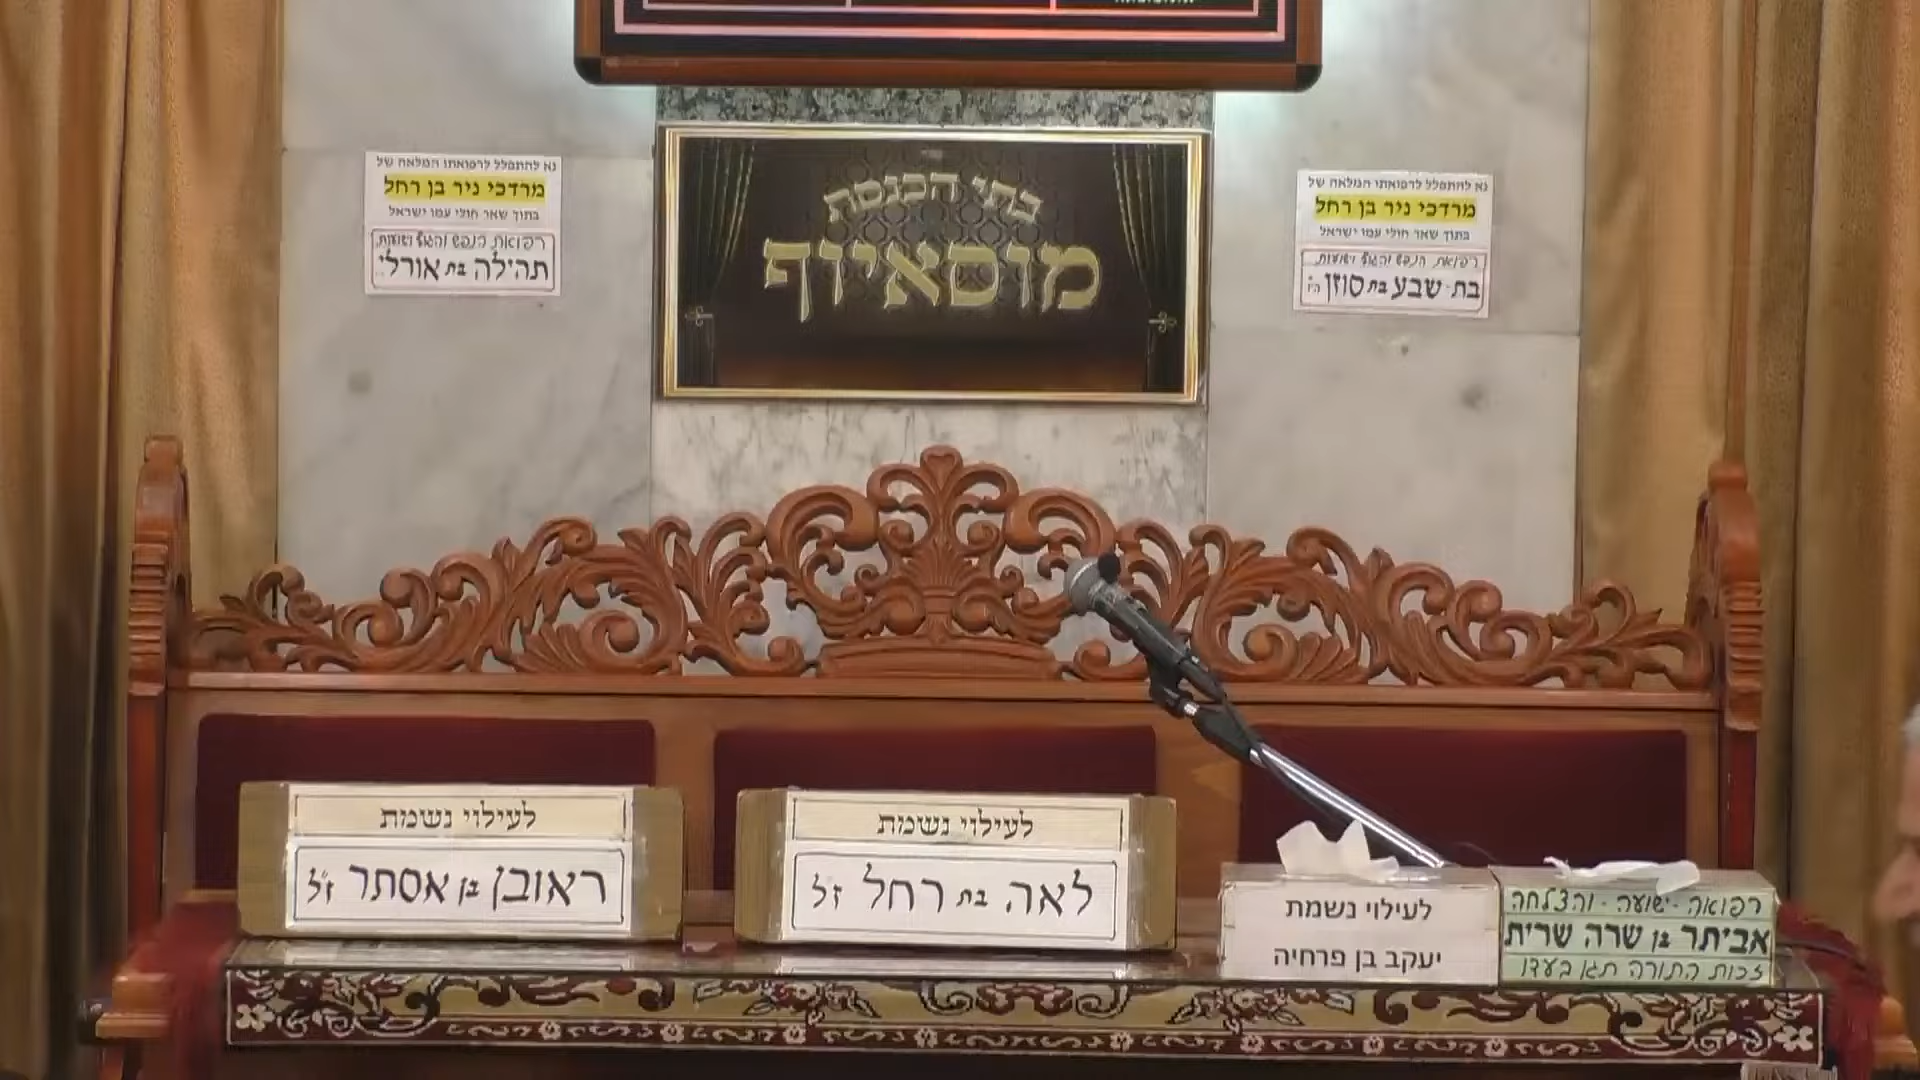 בתי הכנסת
מוסאיוף
נא להתפלל לרפואתו המלאה של
מרדכי ניר בן רחל
בתוך שאר חולי עמו ישראל
רפואת הנפש והגוף וישועות
תהילה בת אורלי
נא להתפלל לרפואתו המלאה של
מרדכי ניר בן רחל
בתוך שאר חולי עמו ישראל
רפואת הנפש והגוף וישועות
בת-שבע בת סוזן
לעילוי נשמת
ראובן בן אסתר ז"ל
לעילוי נשמת
לאה בת רחל ז"ל
לעילוי נשמת
יעקב בן פרחיה
רפואה - ישועה - והצלחה
אביתר בן שרה שרית
זכות התורה תגן בעדו